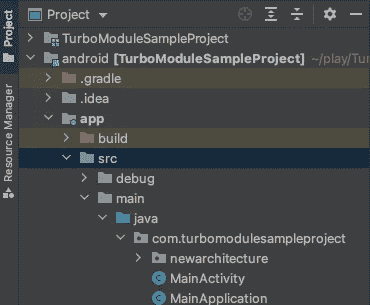 Project
Resource Manager
Project
TurboModuleSampleProject
android [TurboModuleSampleProject] ~/play/Tur
.gradle
.idea
app
build
src
debug
main
java
com.turbomodulesampleproject
newarchitecture
MainActivity
MainApplication